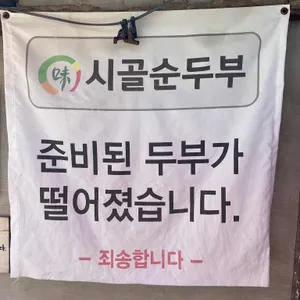 味 시골순두부
준비된 두부가
떨어졌습니다.
- 죄송합니다 -